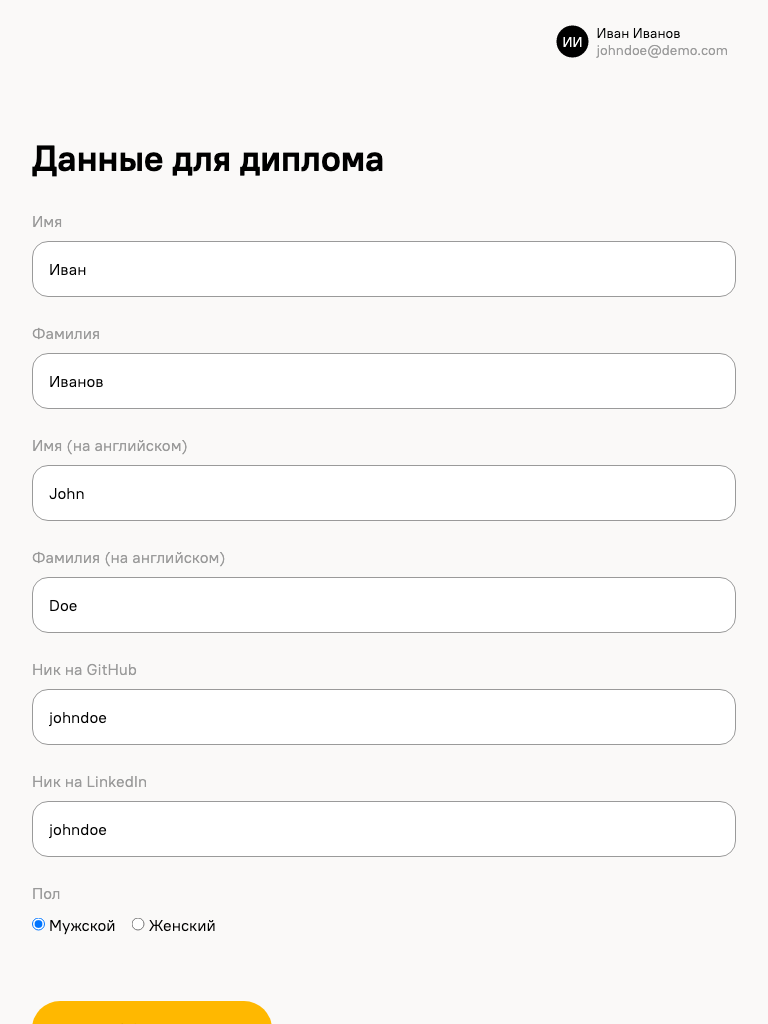 ИИ
Иван Иванов
johndoe@demo.com
Данные для диплома
Имя
Иван
Фамилия
Иванов
Имя (на английском)
John
Фамилия (на английском)
Doe
Ник на GitHub
johndoe
Ник на LinkedIn
johndoe
Пол
Мужской Женский